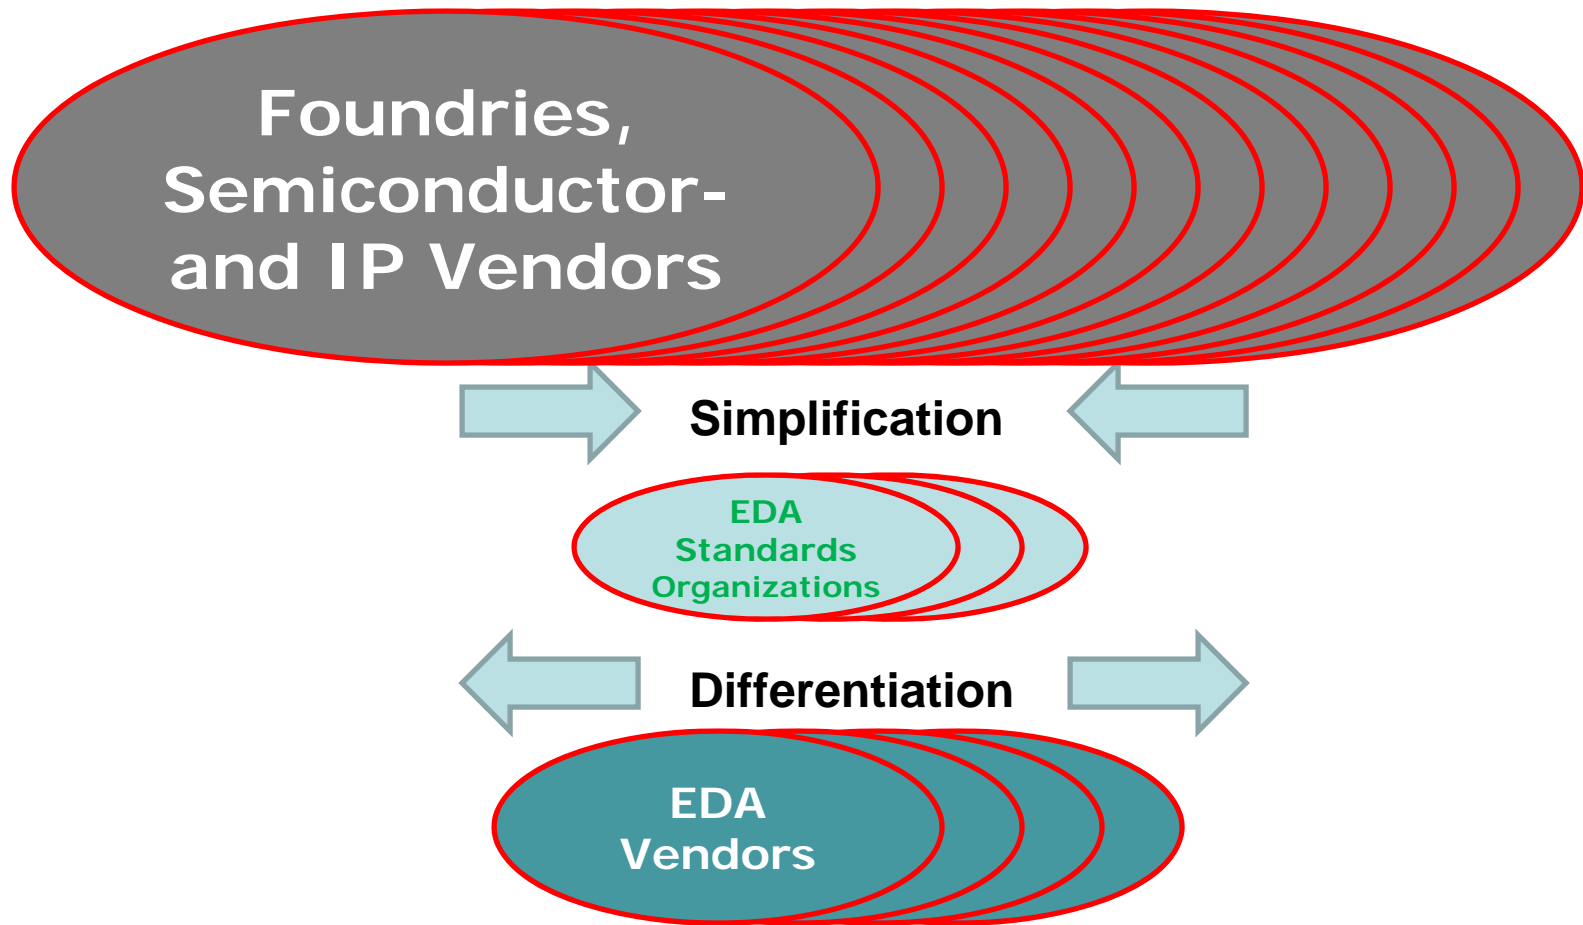 Foundries,
Semiconductor-
and IP Vendors
Simplification
EDA
Standards
Organizations
Differentiation
EDA
Vendors